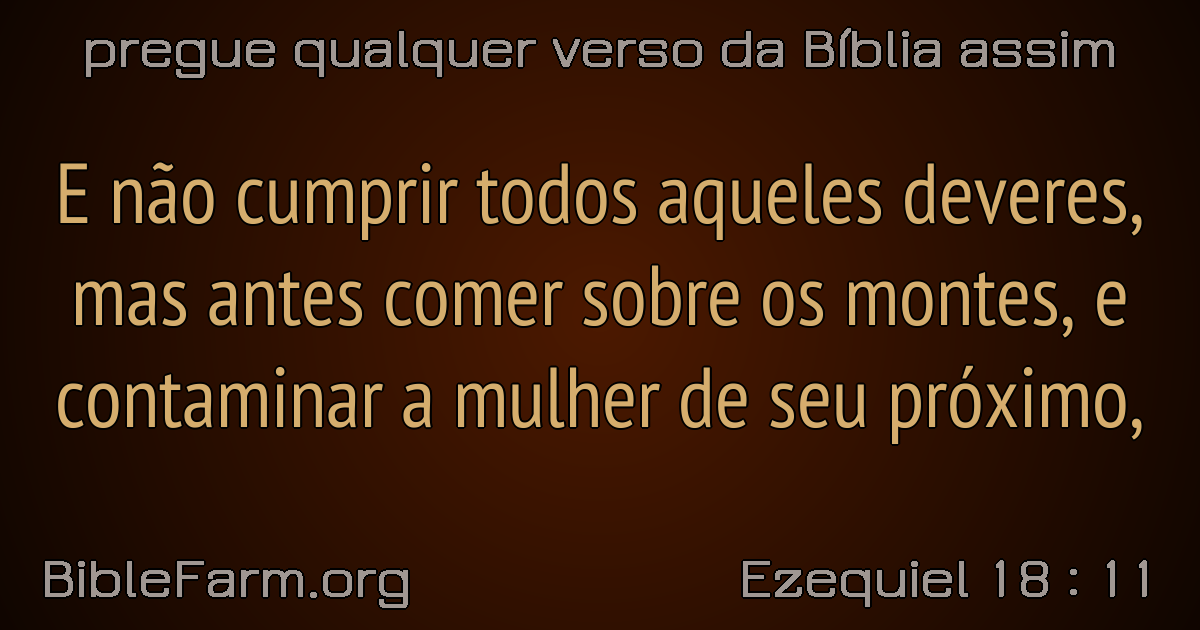 pregue qualquer verso da Bíblia assim
E não cumprir todos aqueles deveres,
mas antes comer sobre os montes, e
contaminar a mulher de seu próximo,
BibleFarm.org
Ezequiel 18 : 11